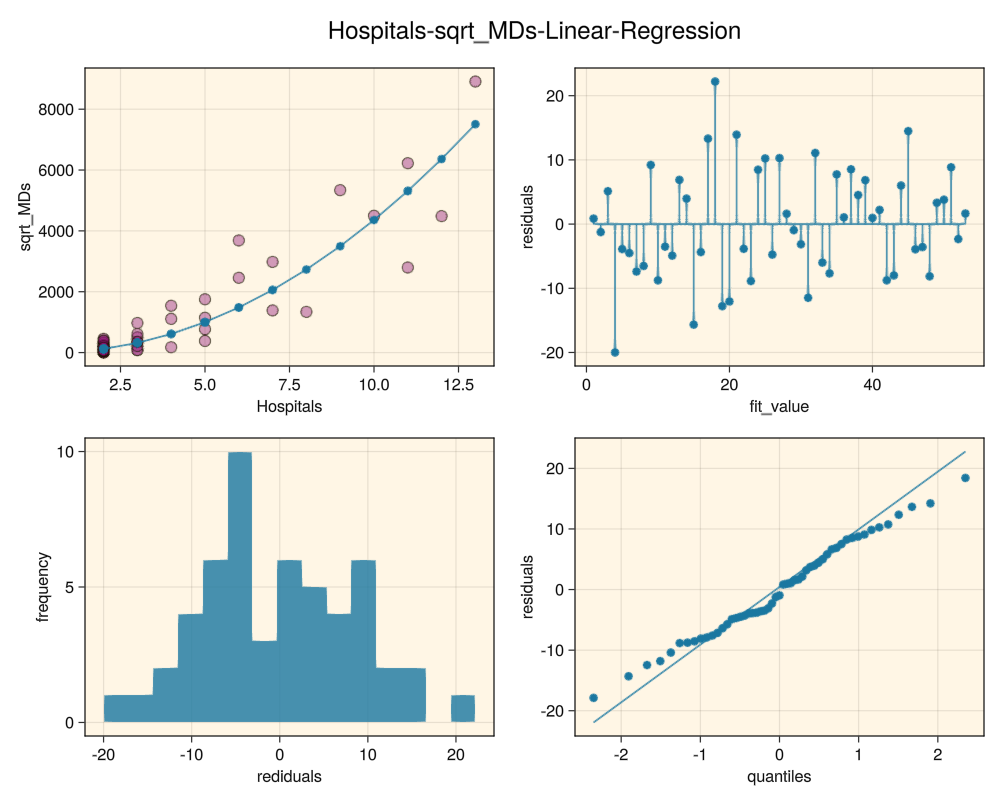 Hospitals-sqrt_MDs-Linear-Regression
sqrt_MDs
8000
6000
4000
2000
0
2.5 5.0 7.5 10.0 12.5
Hospitals
residuals
20
10
0
-10
-20
0 20 40
fit_value
frequency
10
5
0
-20 -10 0 10 20
rediduals
residuals
20
10
0
-10
-20
-2 -1 0 1 2
quantiles